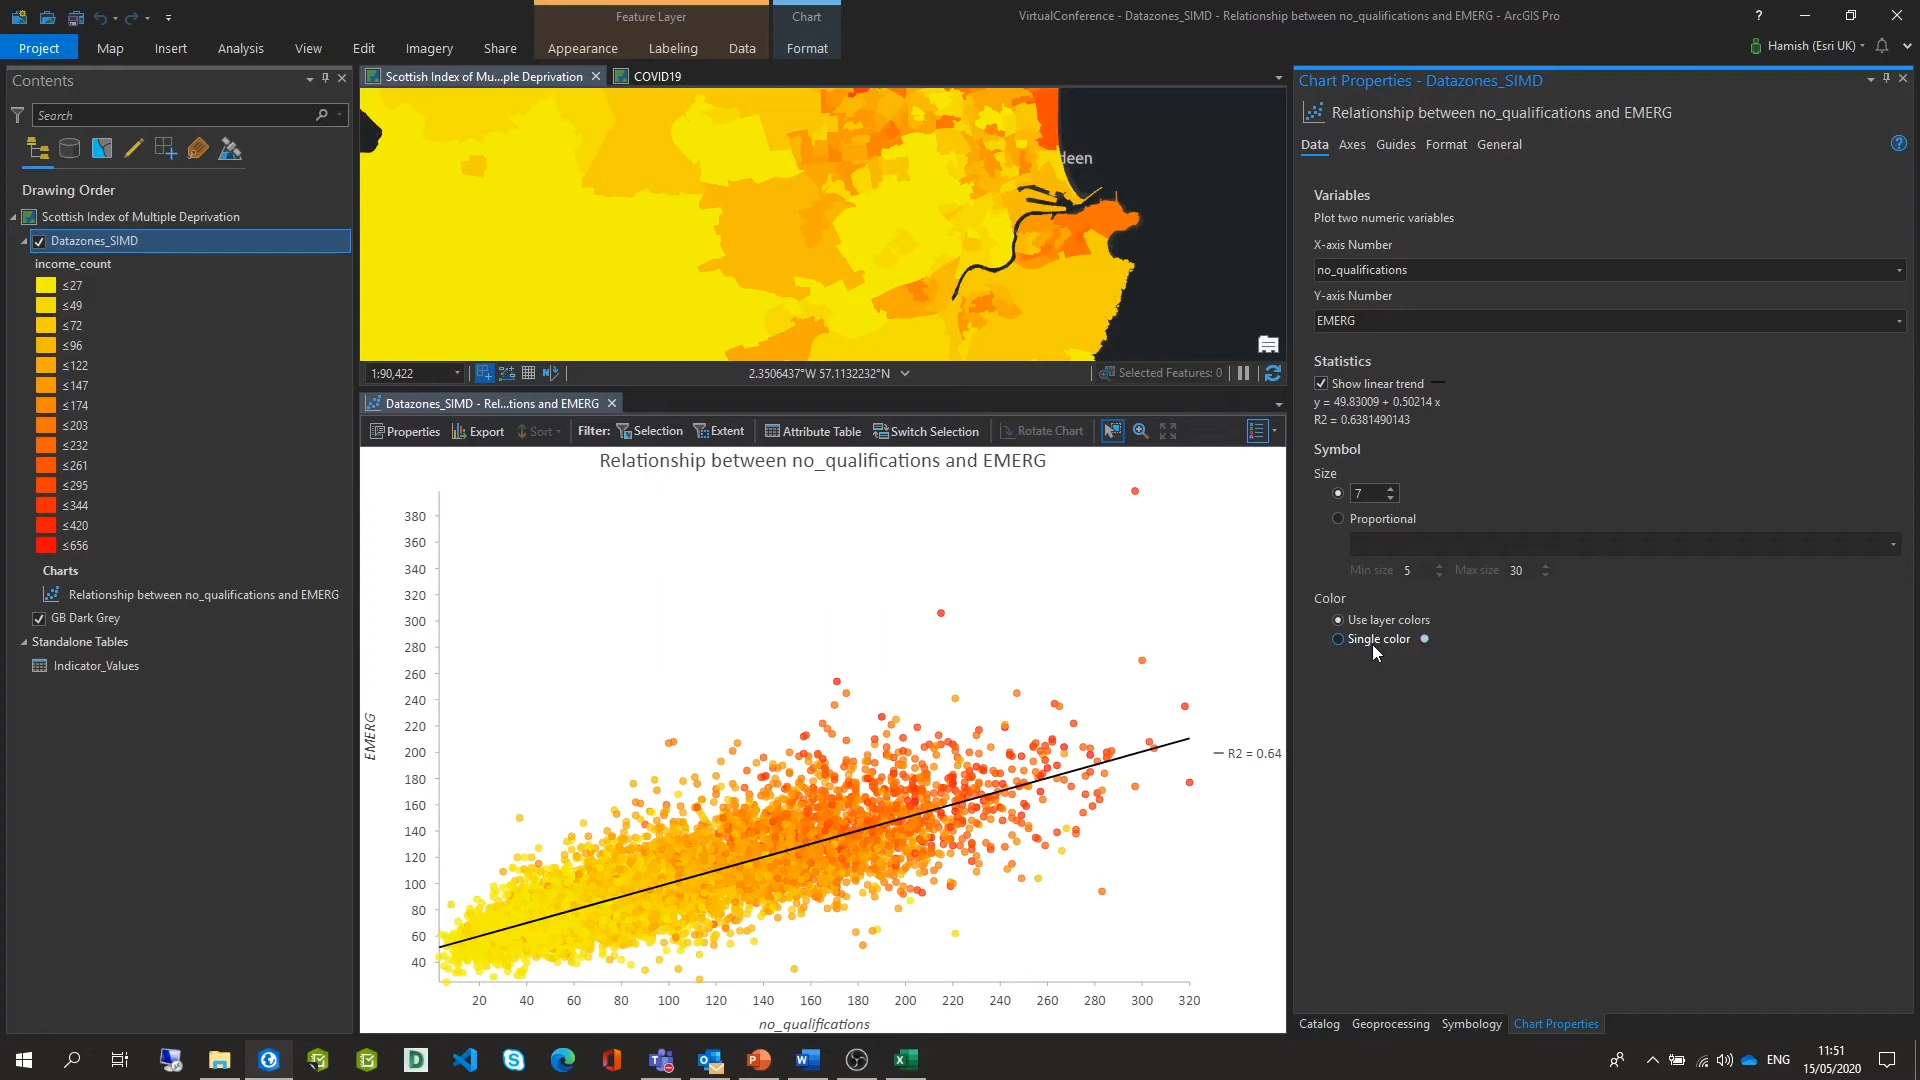 Feature Layer
Chart
VirtualConference - Datazones_SIMD - Relationship between no_qualifications and EMERG - ArcGIS Pro
?
Project
Map
Insert
Analysis
View
Edit
Imagery
Share
Appearance
Labeling
Data
Format
Hamish (Esri UK)
Contents
Search
Drawing Order
Scottish Index of Multiple Deprivation
Datazones_SIMD
income_count
≤27
≤49
≤72
≤96
≤122
≤147
≤174
≤203
≤232
≤261
≤295
≤344
≤420
≤656
Charts
Relationship between no_qualifications and EMERG
GB Dark Grey
Standalone Tables
Indicator_Values
Scottish Index of Mu...ple Deprivation
COVID19
deen
1:90,422
2.3506437°W 57.1132232°N
Selected Features: 0
Datazones_SIMD - Rel...tions and EMERG
Properties
Export
Sort
Filter:
Selection
Extent
Attribute Table
Switch Selection
Rotate Chart
Relationship between no_qualifications and EMERG
380
360
340
320
300
280
260
240
220
200
180
160
140
120
100
80
60
40
EMERG
R2 = 0.64
20 40 60 80 100 120 140 160 180 200 220 240 260 280 300 320
no_qualifications
Chart Properties - Datazones_SIMD
Relationship between no_qualifications and EMERG
Data
Axes
Guides
Format
General
?
Variables
Plot two numeric variables
X-axis Number
no_qualifications
Y-axis Number
EMERG
Statistics
Show linear trend
y = 49.83009 + 0.50214 x
R2 = 0.6381490143
Symbol
Size
7
Proportional
Min size 5
Max size 30
Color
Use layer colors
Single color
Catalog
Geoprocessing
Symbology
Chart Properties
ENG
11:51
15/05/2020